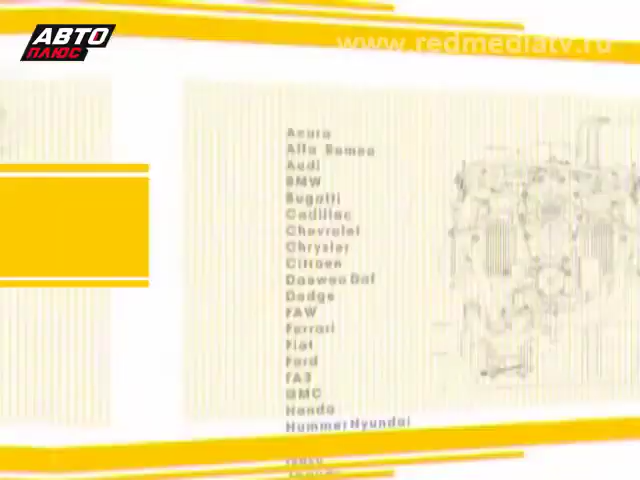 АВТО
ПЛЮС
www.redmediatv.ru
Acura
Alfa Romeo
Audi
BMW
Bugatti
Cadillac
Chevrolet
Chrysler
Citroen
Daewoo Daf
Dodge
FAW
Ferrari
Fiat
Ford
ГАЗ
GMC
Honda
Hummer Hyundai